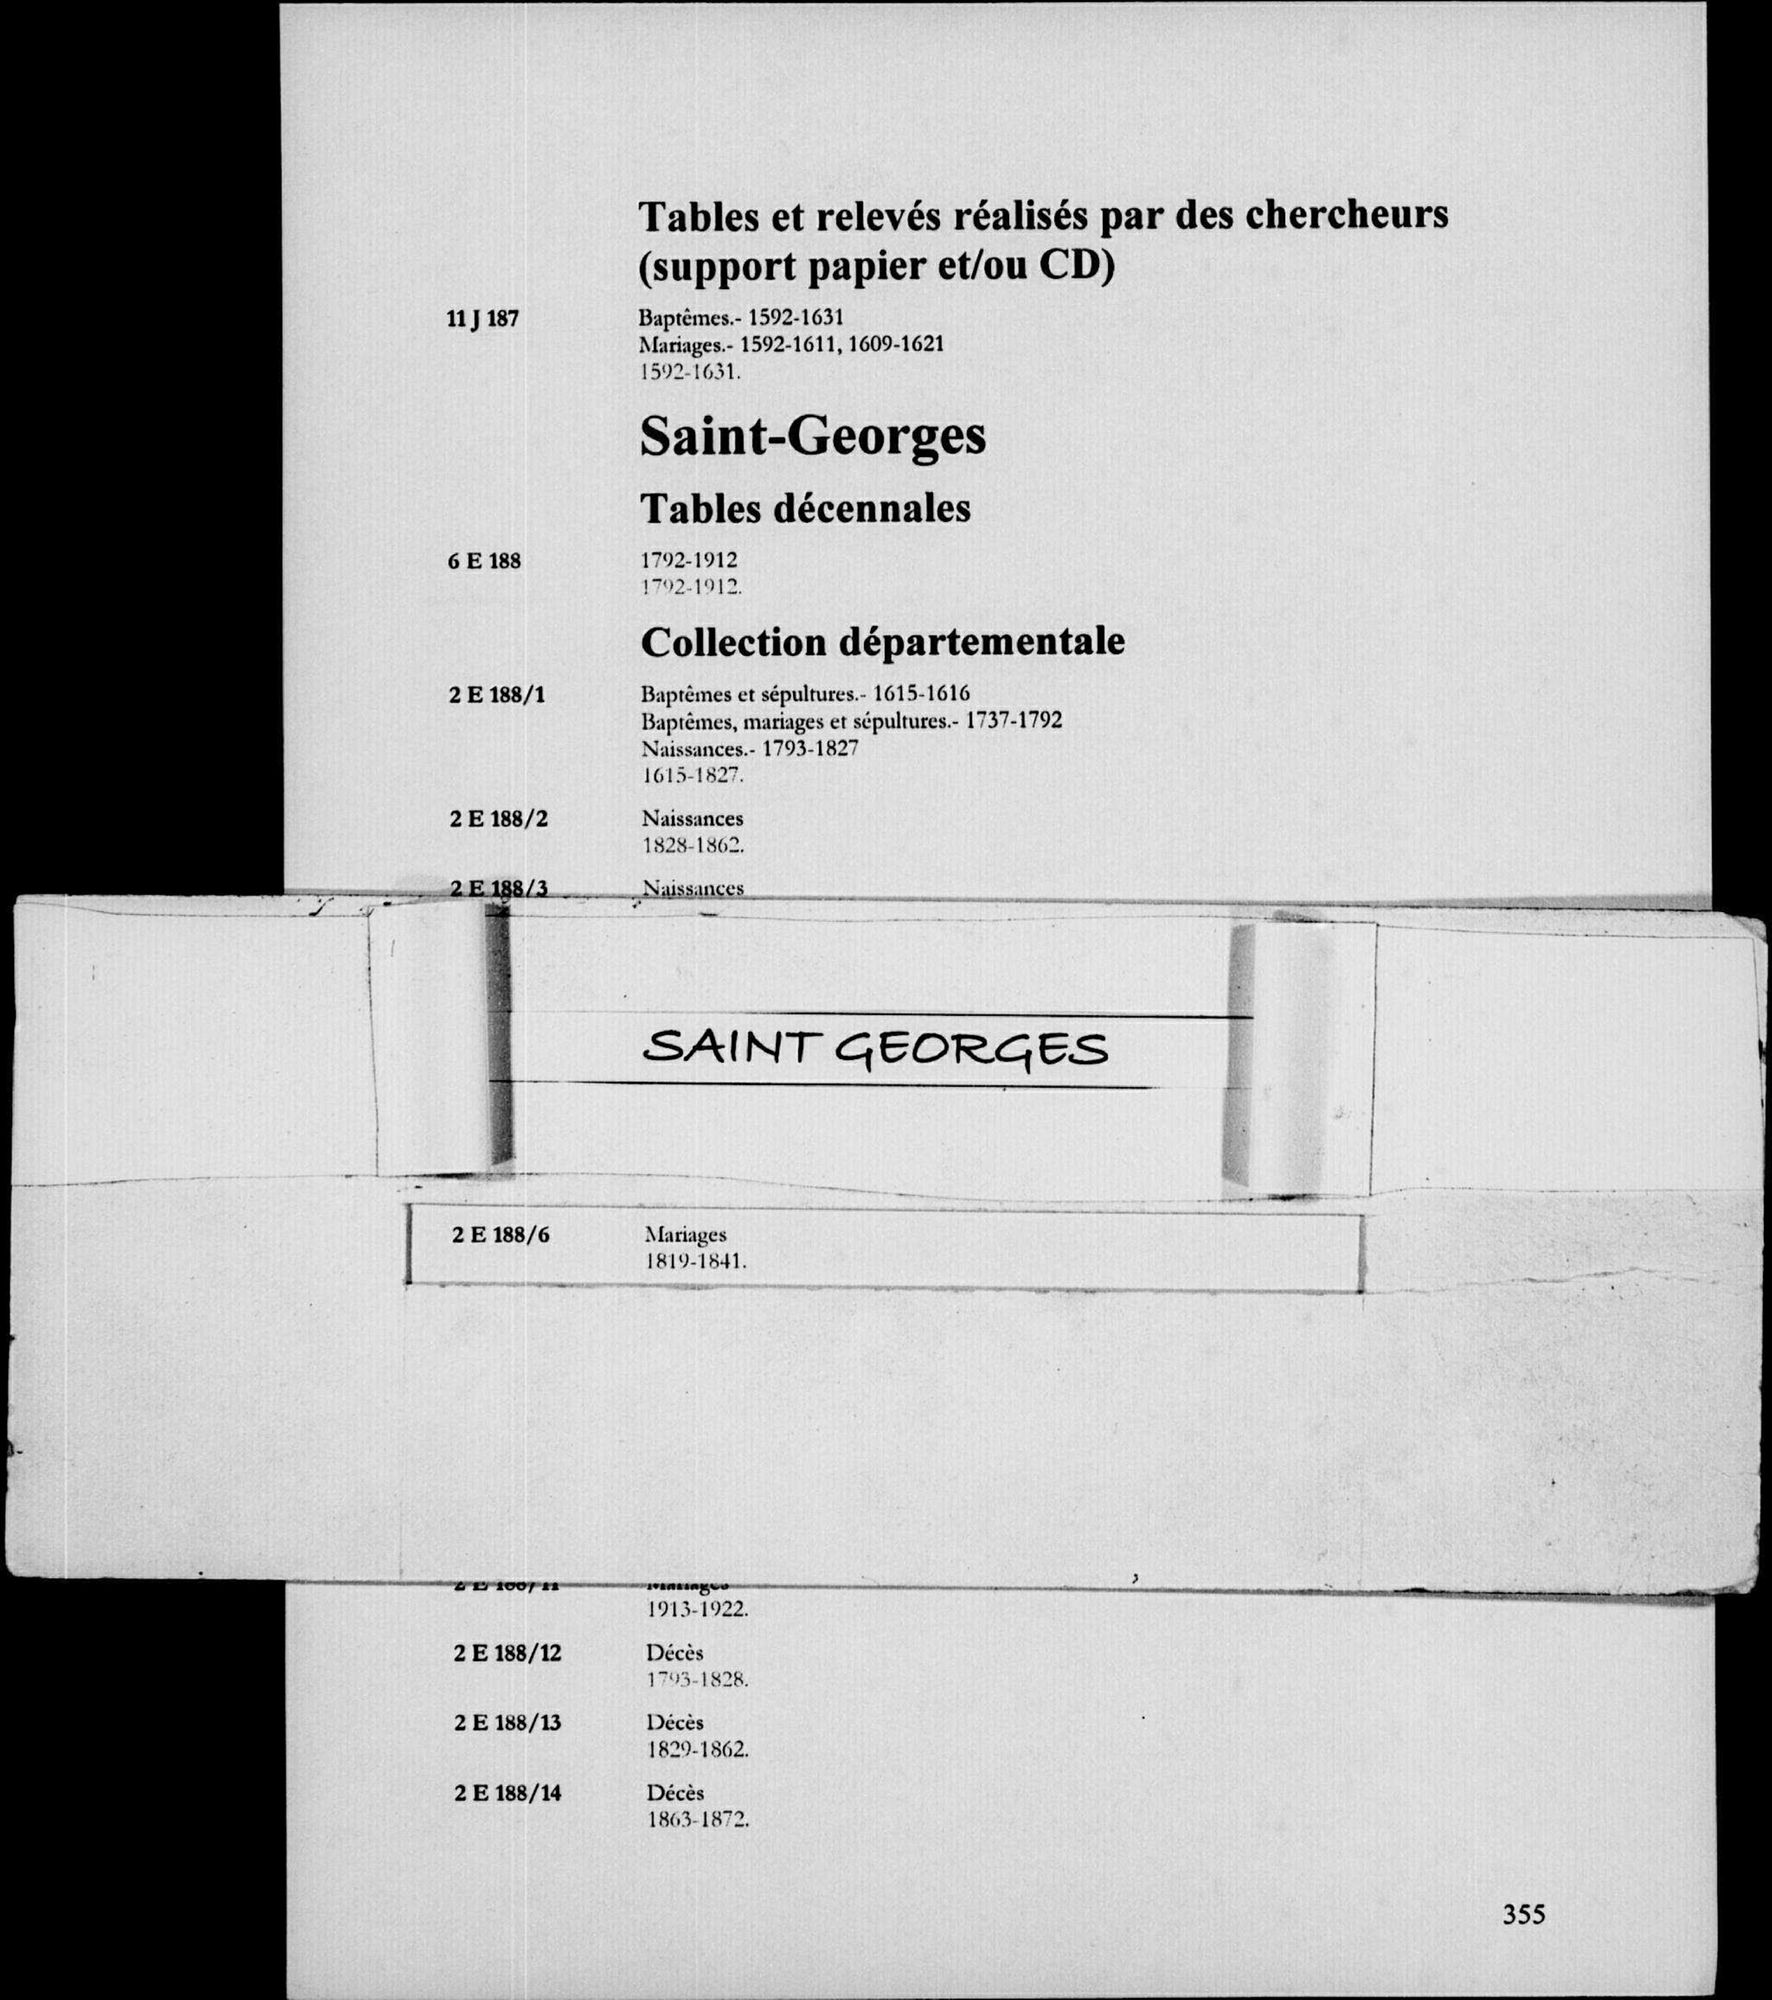 Tables et relevés réalisés par des chercheurs
(support papier et/ou CD)
11 J 187 Baptêmes.- 1592-1631
Mariages.- 1592-1611, 1609-1621
1592-1631.
Saint-Georges
Tables décennales
6 E 188 1792-1912
1792-1912.
Collection départementale
2 E 188/1 Baptêmes et sépultures.- 1615-1616
Baptêmes, mariages et sépultures.- 1737-1792
Naissances.- 1793-1827
1615-1827.
2 E 188/2 Naissances
1828-1862.
2 E 188/3 Naissances
SAINT GEORGES
2 E 188/6 Mariages
1819-1841.
2 E 188/11 Mariages
1913-1922.
2 E 188/12 Décès
1793-1828.
2 E 188/13 Décès
1829-1862.
2 E 188/14 Décès
1863-1872.
355